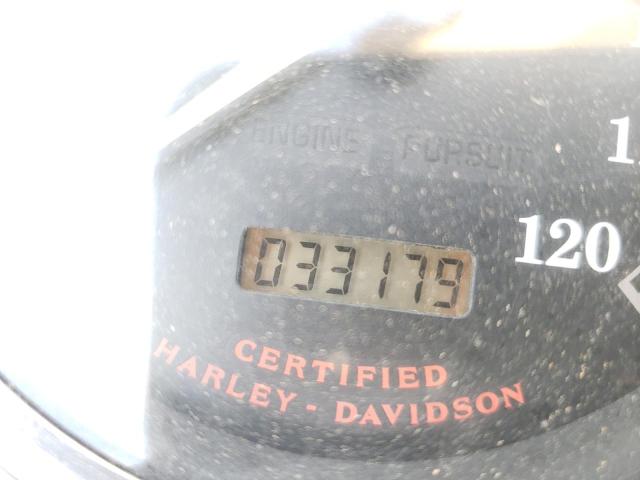 ENGINE PURSUIT
120
033179
CERTIFIED
HARLEY - DAVIDSON